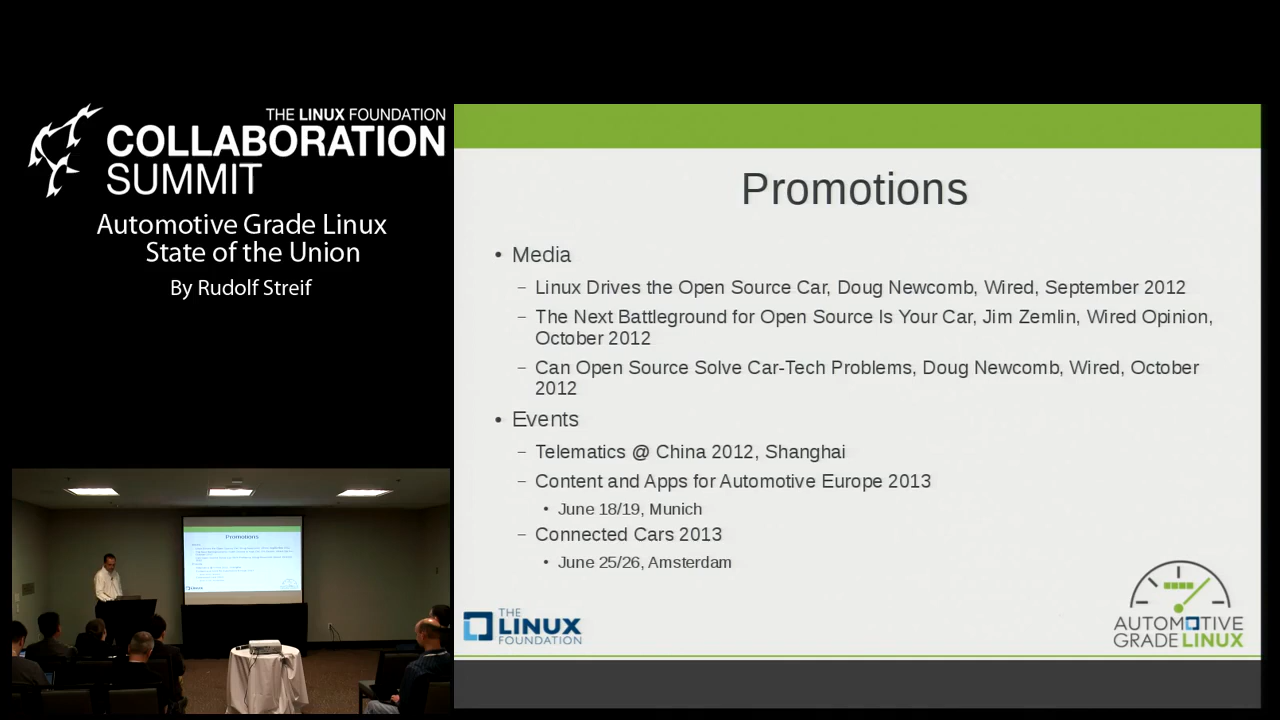 THE LINUX FOUNDATION
COLLABORATION
SUMMIT
Automotive Grade Linux
State of the Union
By Rudolf Streif
Promotions
• Media
– Linux Drives the Open Source Car, Doug Newcomb, Wired, September 2012
– The Next Battleground for Open Source Is Your Car, Jim Zemlin, Wired Opinion,
October 2012
– Can Open Source Solve Car-Tech Problems, Doug Newcomb, Wired, October
2012
• Events
– Telematics @ China 2012, Shanghai
– Content and Apps for Automotive Europe 2013
• June 18/19, Munich
– Connected Cars 2013
• June 25/26, Amsterdam
THE
LINUX
FOUNDATION
AUTOMOTIVE
GRADE LINUX
Promotions